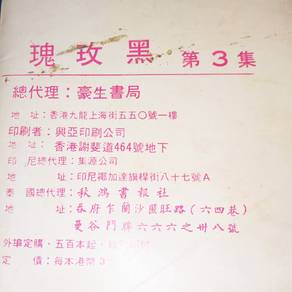 瑰玫黑 第3集
總代理：豪生書局
地 址：香港九龍上海街五五〇號一樓
印刷者：興亞印刷公司
地 址：香港謝斐道464號地下
印 尼總代理：集源公司
地 址：印尼椰加達旗桿街八十七號A
泰 國總代理：秋鴻書報社
地 址：吞府乍蘭沙匿旺路（六四巷）
曼谷门牌六六六之卅八號
外埠定購，五百本起，
定 價：每本港幣3